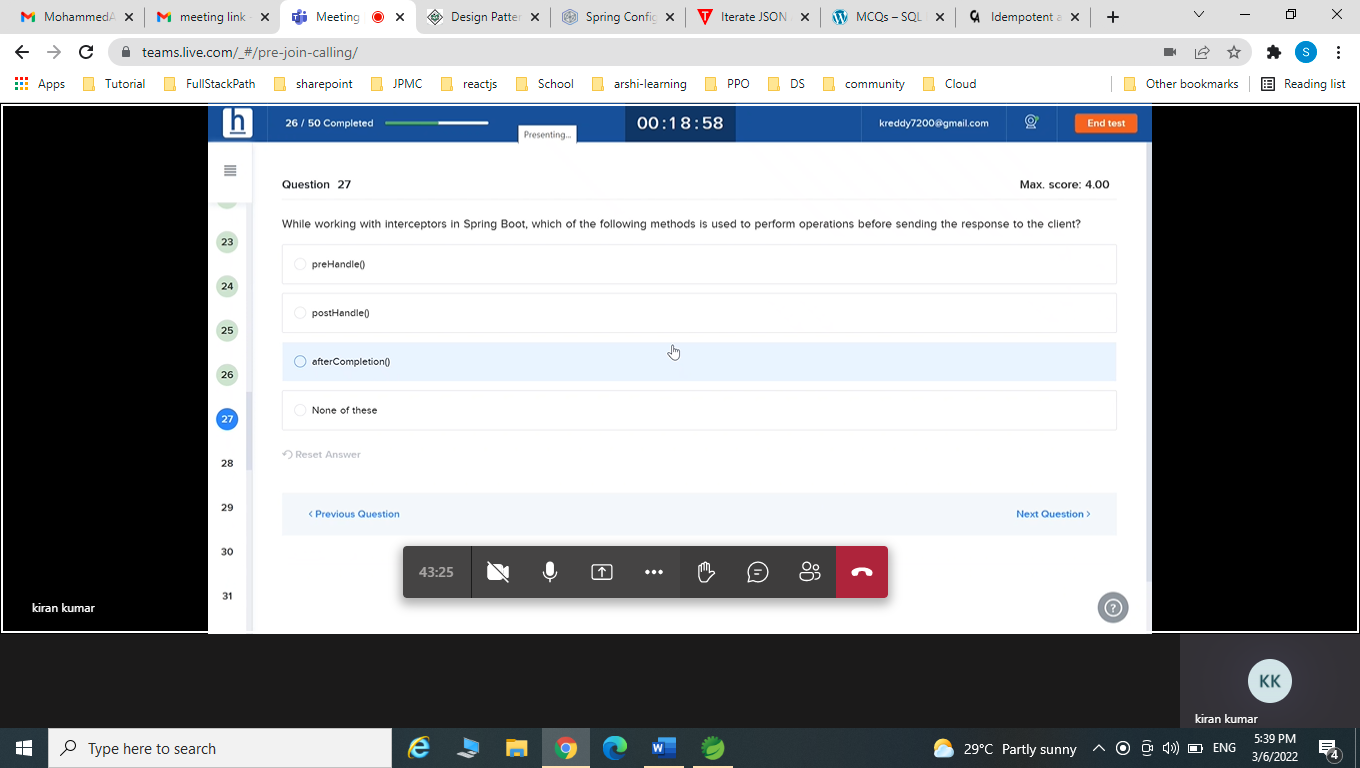 MohammedA
meeting link
Meeting
Design Patter
Spring Config
Iterate JSON
MCQs – SQL
Idempotent a
teams.live.com/_#/pre-join-calling/
S
Apps
Tutorial
FullStackPath
sharepoint
JPMC
reactjs
School
arshi-learning
PPO
DS
community
Cloud
Other bookmarks
Reading list
h
26 / 50 Completed
Presenting...
00:18:58
kreddy7200@gmail.com
End test
Question 27
Max. score: 4.00
While working with interceptors in Spring Boot, which of the following methods is used to perform operations before sending the response to the client?
preHandle()
postHandle()
afterCompletion()
None of these
Reset Answer
< Previous Question
Next Question >
23
24
25
26
27
28
29
30
31
43:25
kiran kumar
KK
kiran kumar
Type here to search
29°C Partly sunny
ENG
5:39 PM
3/6/2022
4